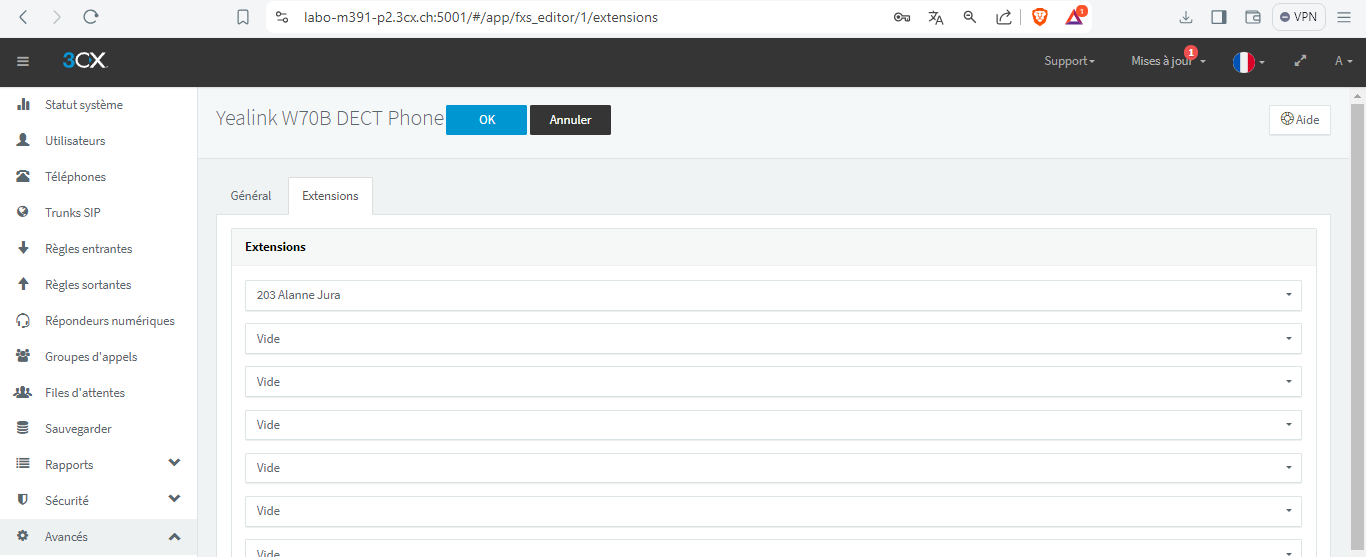 labo-m391-p2.3cx.ch:5001/#/app/fxs_editor/1/extensions
1
VPN
3CX
Support
Mises à jour
1
A
Statut système
Utilisateurs
Téléphones
Trunks SIP
Règles entrantes
Règles sortantes
Répondeurs numériques
Groupes d'appels
Files d'attentes
Sauvegarder
Rapports
Sécurité
Avancés
Yealink W70B DECT Phone
OK
Annuler
Aide
Général
Extensions
Extensions
203 Alanne Jura
Vide
Vide
Vide
Vide
Vide
Vide